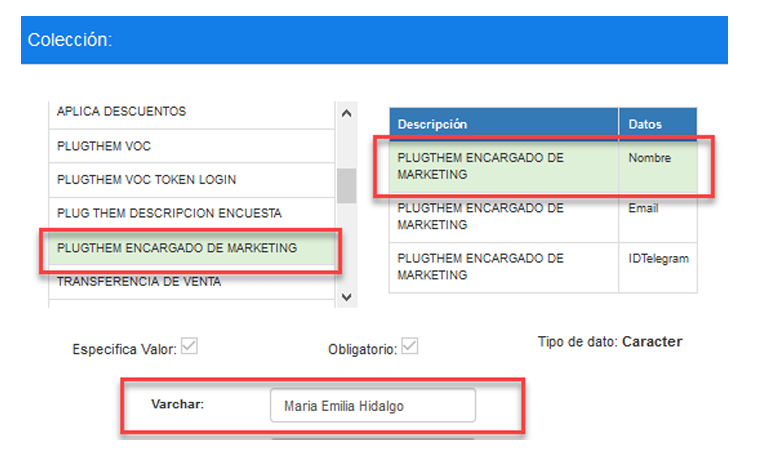 Colección:
APLICA DESCUENTOS
PLUGTHEM VOC
PLUGTHEM VOC TOKEN LOGIN
PLUG THEM DESCRIPCION ENCUESTA
PLUGTHEM ENCARGADO DE MARKETING
TRANSFERENCIA DE VENTA
Descripción Datos
PLUGTHEM ENCARGADO DE Nombre
MARKETING
PLUGTHEM ENCARGADO DE Email
MARKETING
PLUGTHEM ENCARGADO DE IDTelegram
MARKETING
Especifica Valor: Obligatorio: Tipo de dato: Caracter
Varchar: Maria Emilia Hidalgo